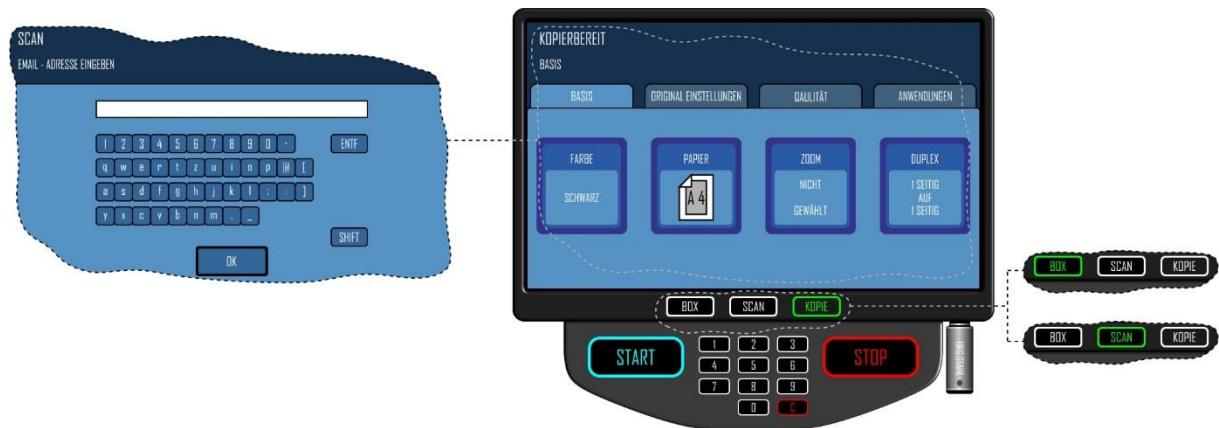 SCAN
EMAIL - ADRESSE EINGEBEN
1 2 3 4 5 6 7 8 9 0 - ENTF
q w e r t z u i o p @ [
a s d f g h j k l : : ]
y x c v b n m . _
SHIFT
OK
KOPIERBEREIT
BASIS
BASIS ORIGINAL EINSTELLUNGEN QAULITÄT ANWENDUNGEN
FARBE
SCHWARZ
PAPIER
A 4
ZOOM
NICHT
GEWÄHLT
DUPLEX
1 SEITIG
AUF
1 SEITIG
BOX SCAN KOPIE
START
1 2 3
4 5 6
7 8 9
0 C
STOP
BOX SCAN KOPIE
BOX SCAN KOPIE